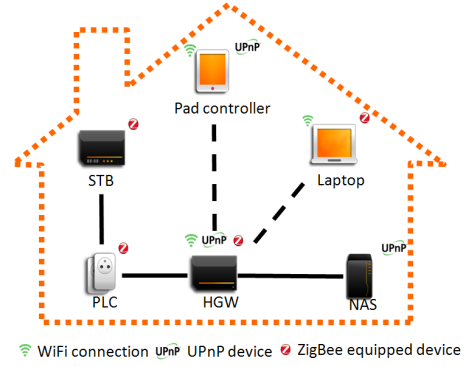 UPnP
Pad controller
STB
Laptop
UPnP
UPnP
PLC
HGW
NAS
WiFi connection UPnP UPnP device Z ZigBee equipped device